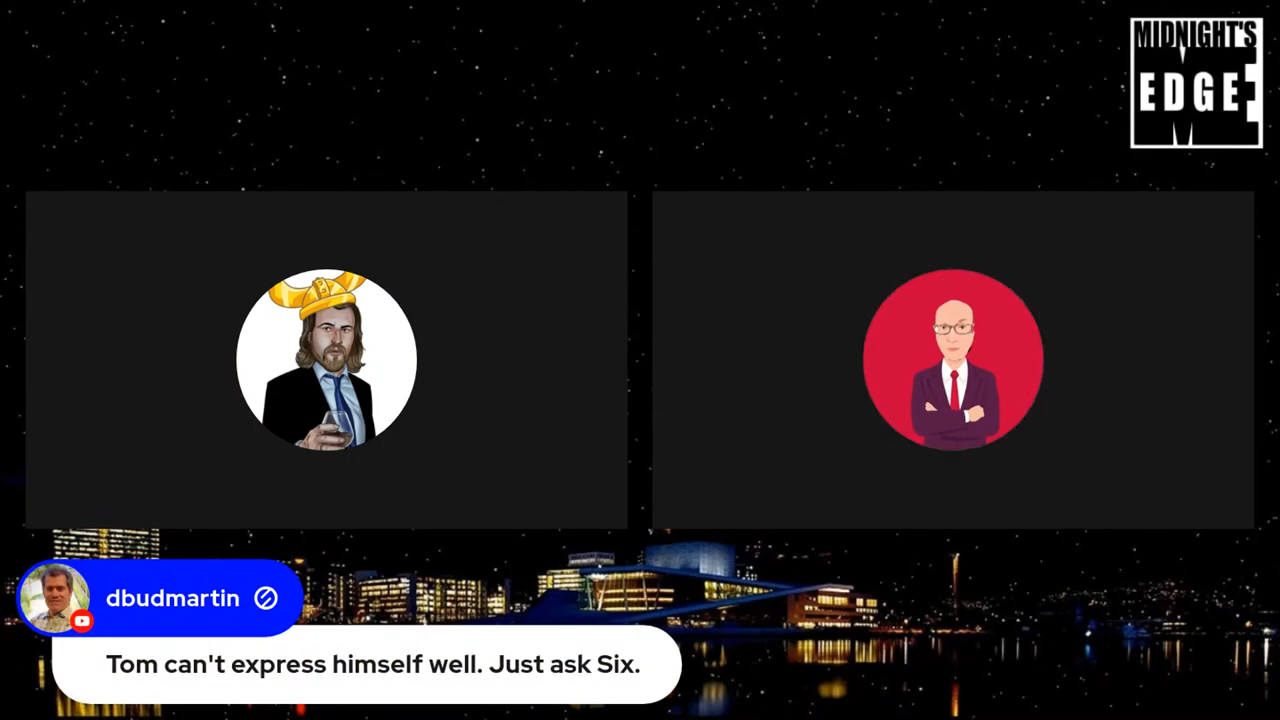 MIDNIGHT'S
EDGE
dbudmartin
Tom can't express himself well. Just ask Six.